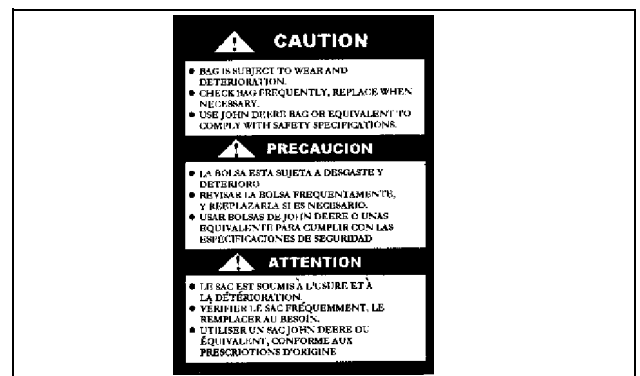 CAUTION
● BAG IS SUBJECT TO WEAR AND
DETERIORATION.
● CHECK BAG FREQUENTLY, REPLACE WHEN
NECESSARY.
● USE JOHN DEERE BAG OR EQUIVALENT TO
COMPLY WITH SAFETY SPECIFICATIONS.
PRECAUCION
● LA BOLSA ESTA SUJETA A DESGASTE Y
DETERIORO
● REVISAR LA BOLSA FREQUENTAMENTE,
Y REEPLAZARLA SI ES NECESARIO.
● USAR BOLSAS DE JOHN DEERE O UNAS
EQUIVALENTE PARA CUMPLIR CON LAS
ESPECIFICACIONES DE SEGURIDAD
ATTENTION
● LE SAC EST SOUMIS À L'USURE ET À
LA DÉTÉRIORATION.
● VÉRIFIER LE SAC FRÉQUEMMENT, LE
REMPLACER AU BESOIN.
● UTILISER UN SAC JOHN DEERE OU
ÉQUIVALENT, CONFORME AUX
PRESCRIOTIONS D'ORIGINE